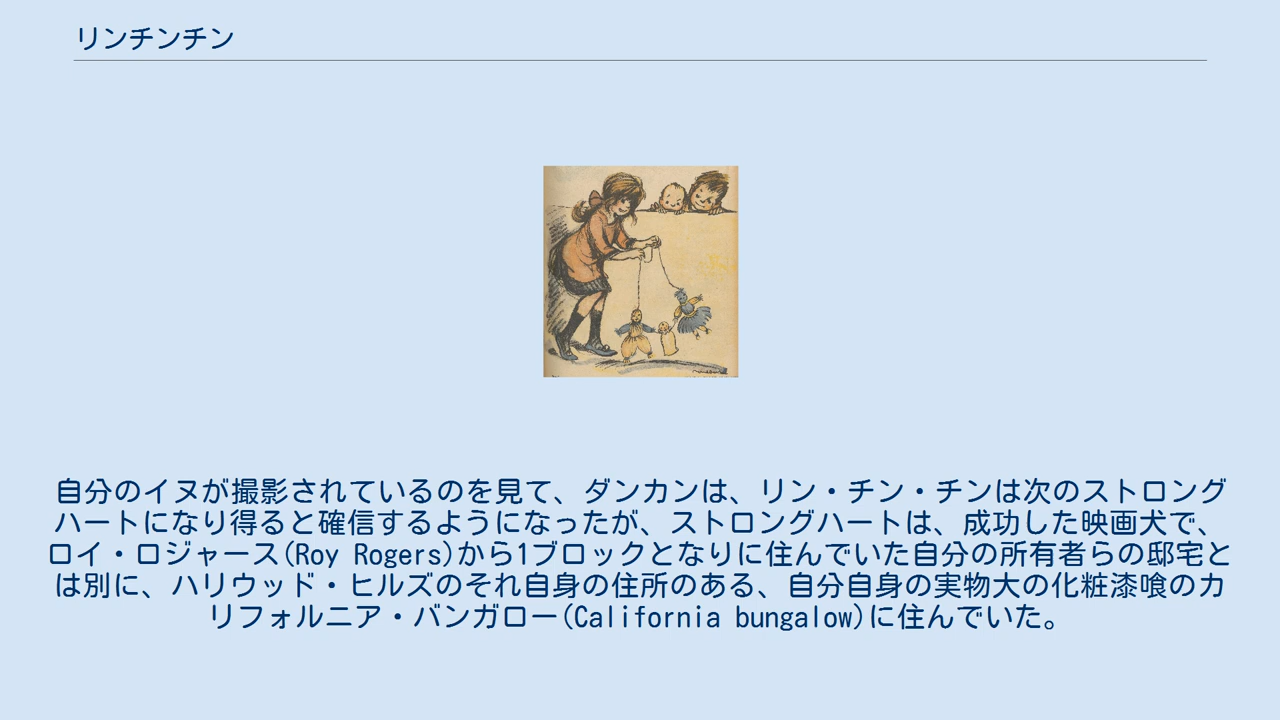 リンチンチン
自分のイヌが撮影されているのを見て、ダンカンは、リン・チン・チンは次のストロング
ハートになり得ると確信するようになったが、ストロングハートは、成功した映画犬で、
ロイ・ロジャース(Roy Rogers)から1ブロックとなりに住んでいた自分の所有者らの邸宅と
は別に、ハリウッド・ヒルズのそれ自身の住所のある、自分自身の実物大の化粧漆喰のカ
リフォルニア・バンガロー(California bungalow)に住んでいた。